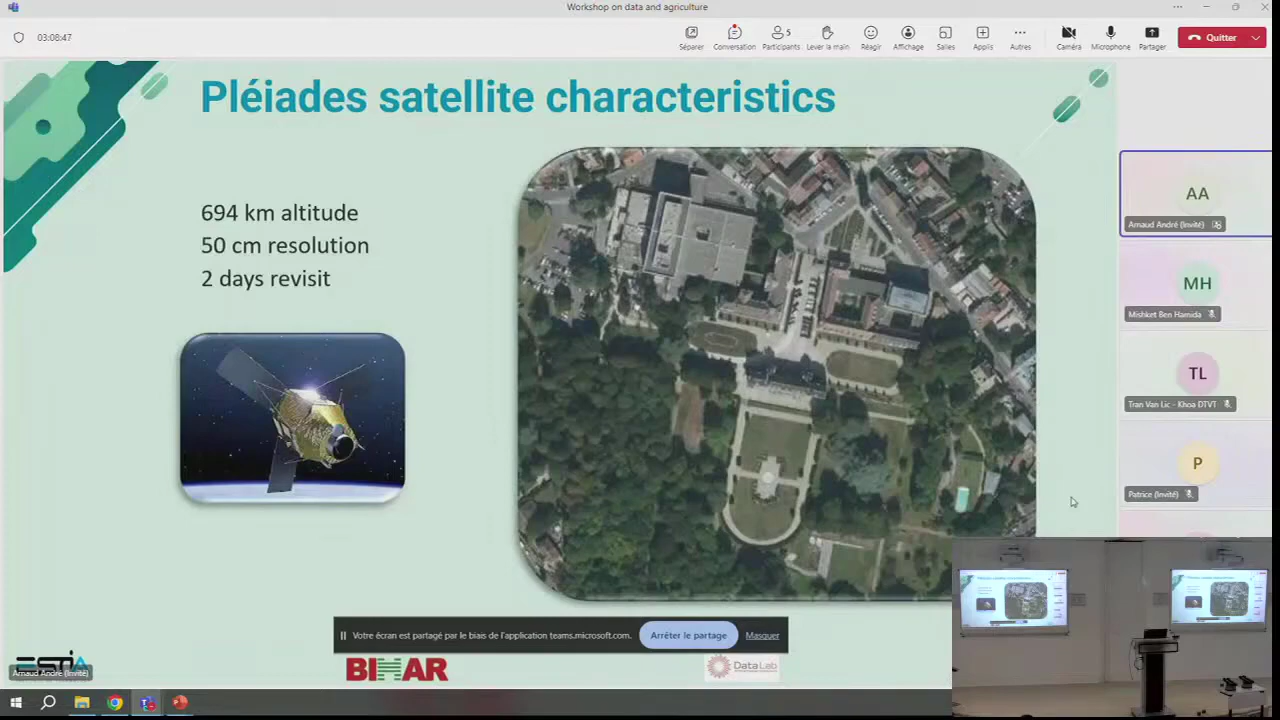 Workshop on data and agriculture
03:08:47
Séparer
Conversation
Participants
5
Lever la main
Réagir
Affichage
Salles
Applis
Autres
Caméra
Microphone
Partager
Quitter
Pléiades satellite characteristics
694 km altitude
50 cm resolution
2 days revisit
AA
Arnaud André (Invité)
MH
Mishket Ben Hamida
TL
Tran Van Lic - Khoa DTVT
P
Patrice (Invité)
Votre écran est partagé par le biais de l'application teams.microsoft.com.
Arrêter le partage
Masquer
ESTIA
Arnaud André (Invité)
BIHAR
DataLab